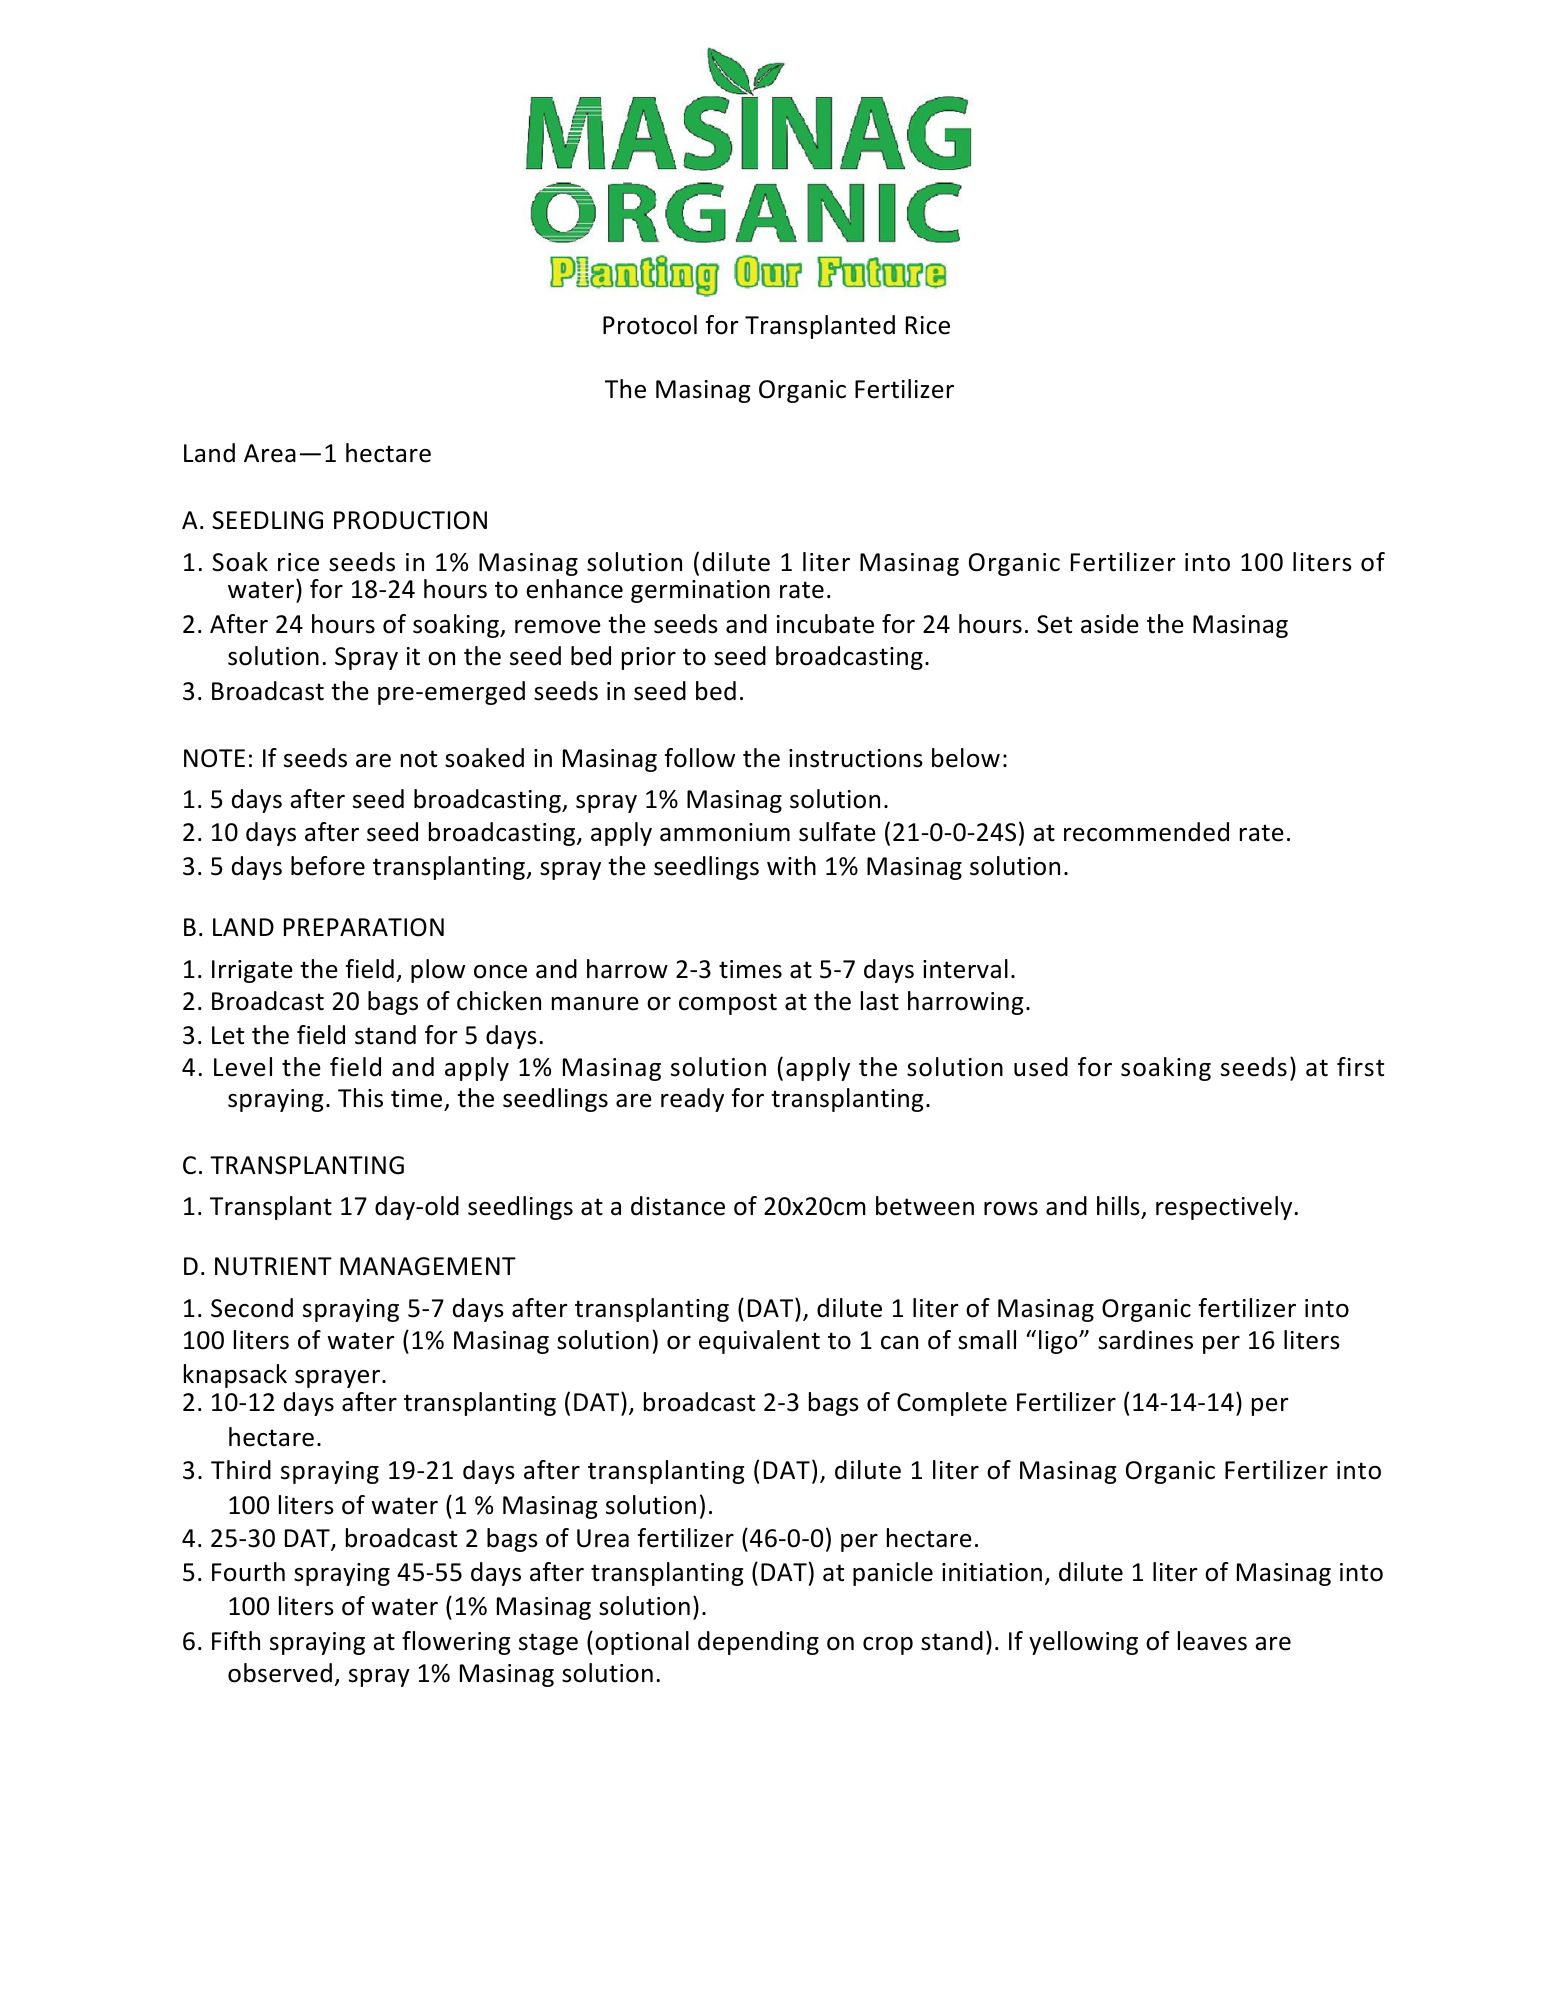 MASINAG
ORGANIC
Planting Our Future
Protocol for Transplanted Rice
The Masinag Organic Fertilizer
Land Area—1 hectare
A. SEEDLING PRODUCTION
1. Soak rice seeds in 1% Masinag solution (dilute 1 liter Masinag Organic Fertilizer into 100 liters of
water) for 18-24 hours to enhance germination rate.
2. After 24 hours of soaking, remove the seeds and incubate for 24 hours. Set aside the Masinag
solution. Spray it on the seed bed prior to seed broadcasting.
3. Broadcast the pre-emerged seeds in seed bed.
NOTE: If seeds are not soaked in Masinag follow the instructions below:
1. 5 days after seed broadcasting, spray 1% Masinag solution.
2. 10 days after seed broadcasting, apply ammonium sulfate (21-0-0-24S) at recommended rate.
3. 5 days before transplanting, spray the seedlings with 1% Masinag solution.
B. LAND PREPARATION
1. Irrigate the field, plow once and harrow 2-3 times at 5-7 days interval.
2. Broadcast 20 bags of chicken manure or compost at the last harrowing.
3. Let the field stand for 5 days.
4. Level the field and apply 1% Masinag solution (apply the solution used for soaking seeds) at first
spraying. This time, the seedlings are ready for transplanting.
C. TRANSPLANTING
1. Transplant 17 day-old seedlings at a distance of 20x20cm between rows and hills, respectively.
D. NUTRIENT MANAGEMENT
1. Second spraying 5-7 days after transplanting (DAT), dilute 1 liter of Masinag Organic fertilizer into
100 liters of water (1% Masinag solution) or equivalent to 1 can of small “ligo” sardines per 16 liters
knapsack sprayer.
2. 10-12 days after transplanting (DAT), broadcast 2-3 bags of Complete Fertilizer (14-14-14) per
hectare.
3. Third spraying 19-21 days after transplanting (DAT), dilute 1 liter of Masinag Organic Fertilizer into
100 liters of water (1 % Masinag solution).
4. 25-30 DAT, broadcast 2 bags of Urea fertilizer (46-0-0) per hectare.
5. Fourth spraying 45-55 days after transplanting (DAT) at panicle initiation, dilute 1 liter of Masinag into
100 liters of water (1% Masinag solution).
6. Fifth spraying at flowering stage (optional depending on crop stand). If yellowing of leaves are
observed, spray 1% Masinag solution.